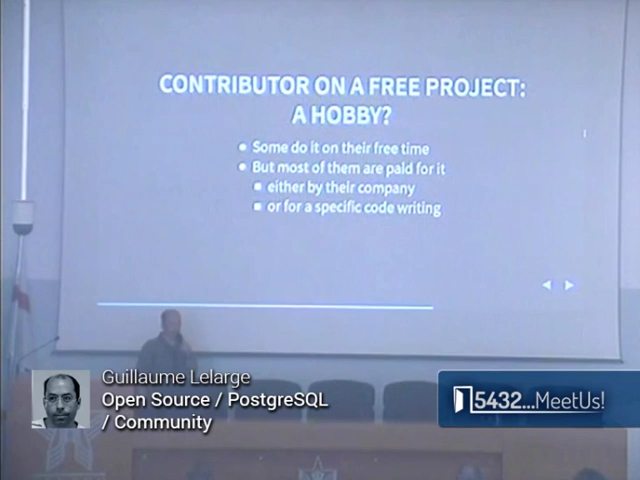 CONTRIBUTOR ON A FREE PROJECT:
A HOBBY?
Some do it on their free time
But most of them are paid for it
either by their company
or for a specific code writing
Guillaume Lelarge
Open Source / PostgreSQL
/ Community
5432...MeetUs!